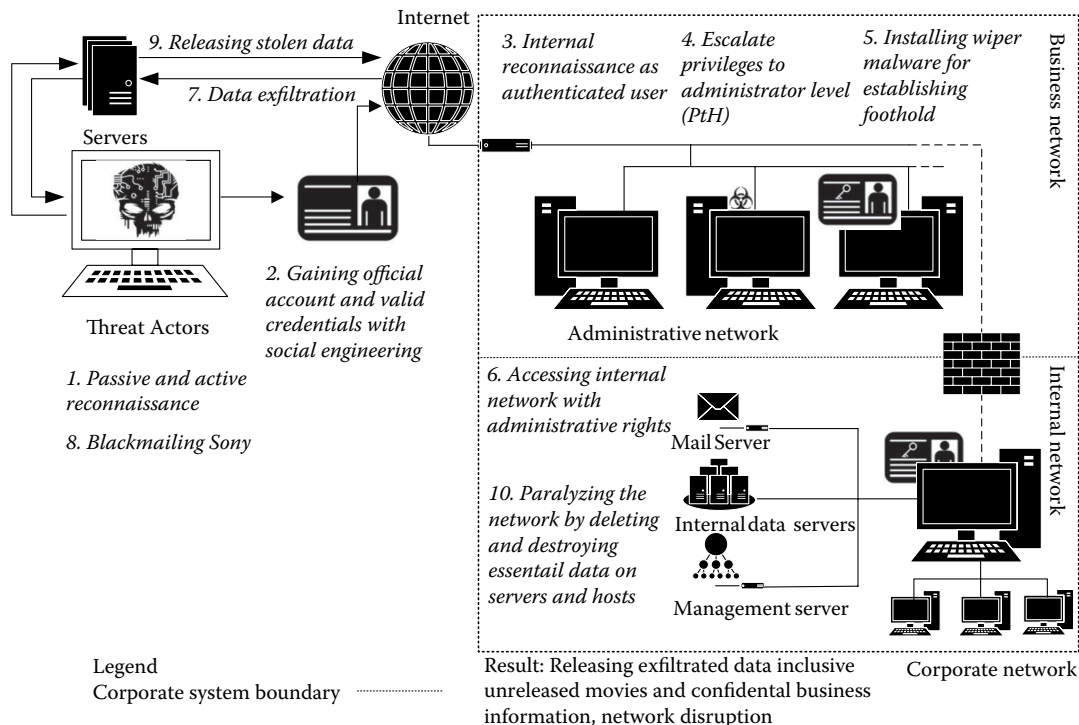 Internet
9. Releasing stolen data
7. Data exfiltration
Servers
Threat Actors
1. Passive and active
reconnaissance
8. Blackmailing Sony
2. Gaining official
account and valid
credentials with
social engineering
3. Internal
reconnaissance as
authenticated user
4. Escalate
privileges to
administrator level
(PtH)
5. Installing wiper
malware for
establishing
foothold
Business network
Administrative network
6. Accessing internal
network with
administrative rights
Mail Server
10. Paralyzing the
network by deleting
and destroying
essentail data on
servers and hosts
Internal data servers
Management server
Internal network
Corporate network
Legend
Corporate system boundary
Result: Releasing exfiltrated data inclusive
unreleased movies and confidental business
information, network disruption